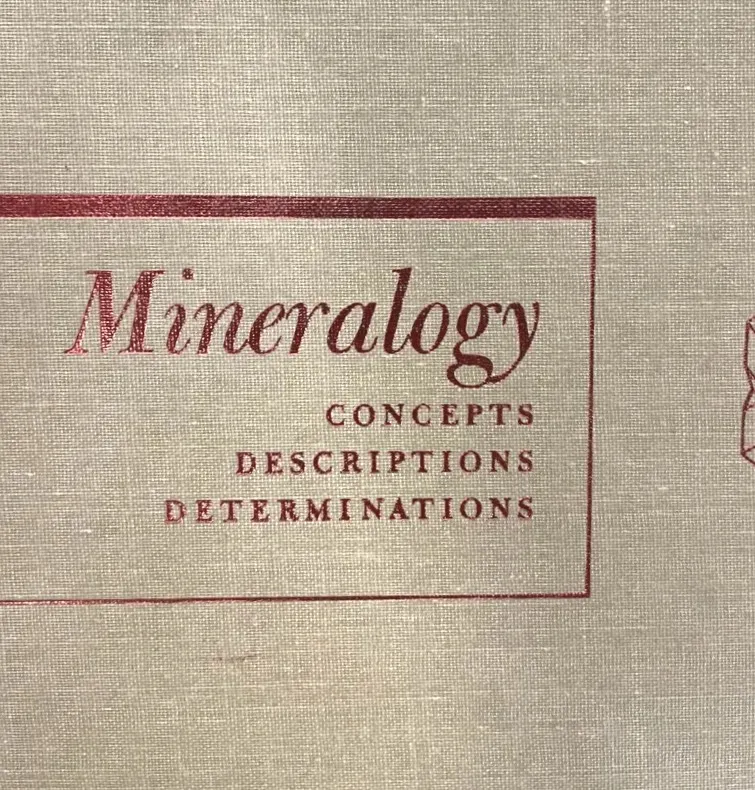 Mineralogy
CONCEPTS
DESCRIPTIONS
DETERMINATIONS